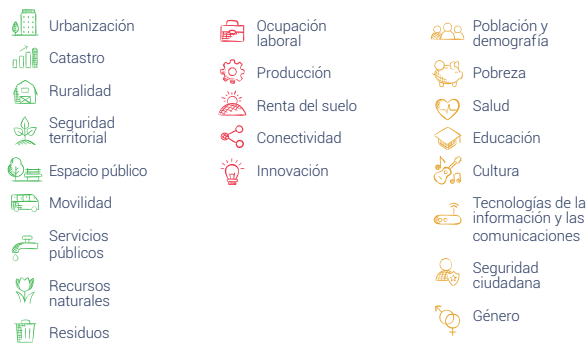 Urbanización
Catastro
Ruralidad
Seguridad
territorial
Espacio público
Movilidad
Servicios
públicos
Recursos
naturales
Residuos
Ocupación
laboral
Producción
Renta del suelo
Conectividad
Innovación
Población y
demografía
Pobreza
Salud
Educación
Cultura
Tecnologías de la
información y las
comunicaciones
Seguridad
ciudadana
Género